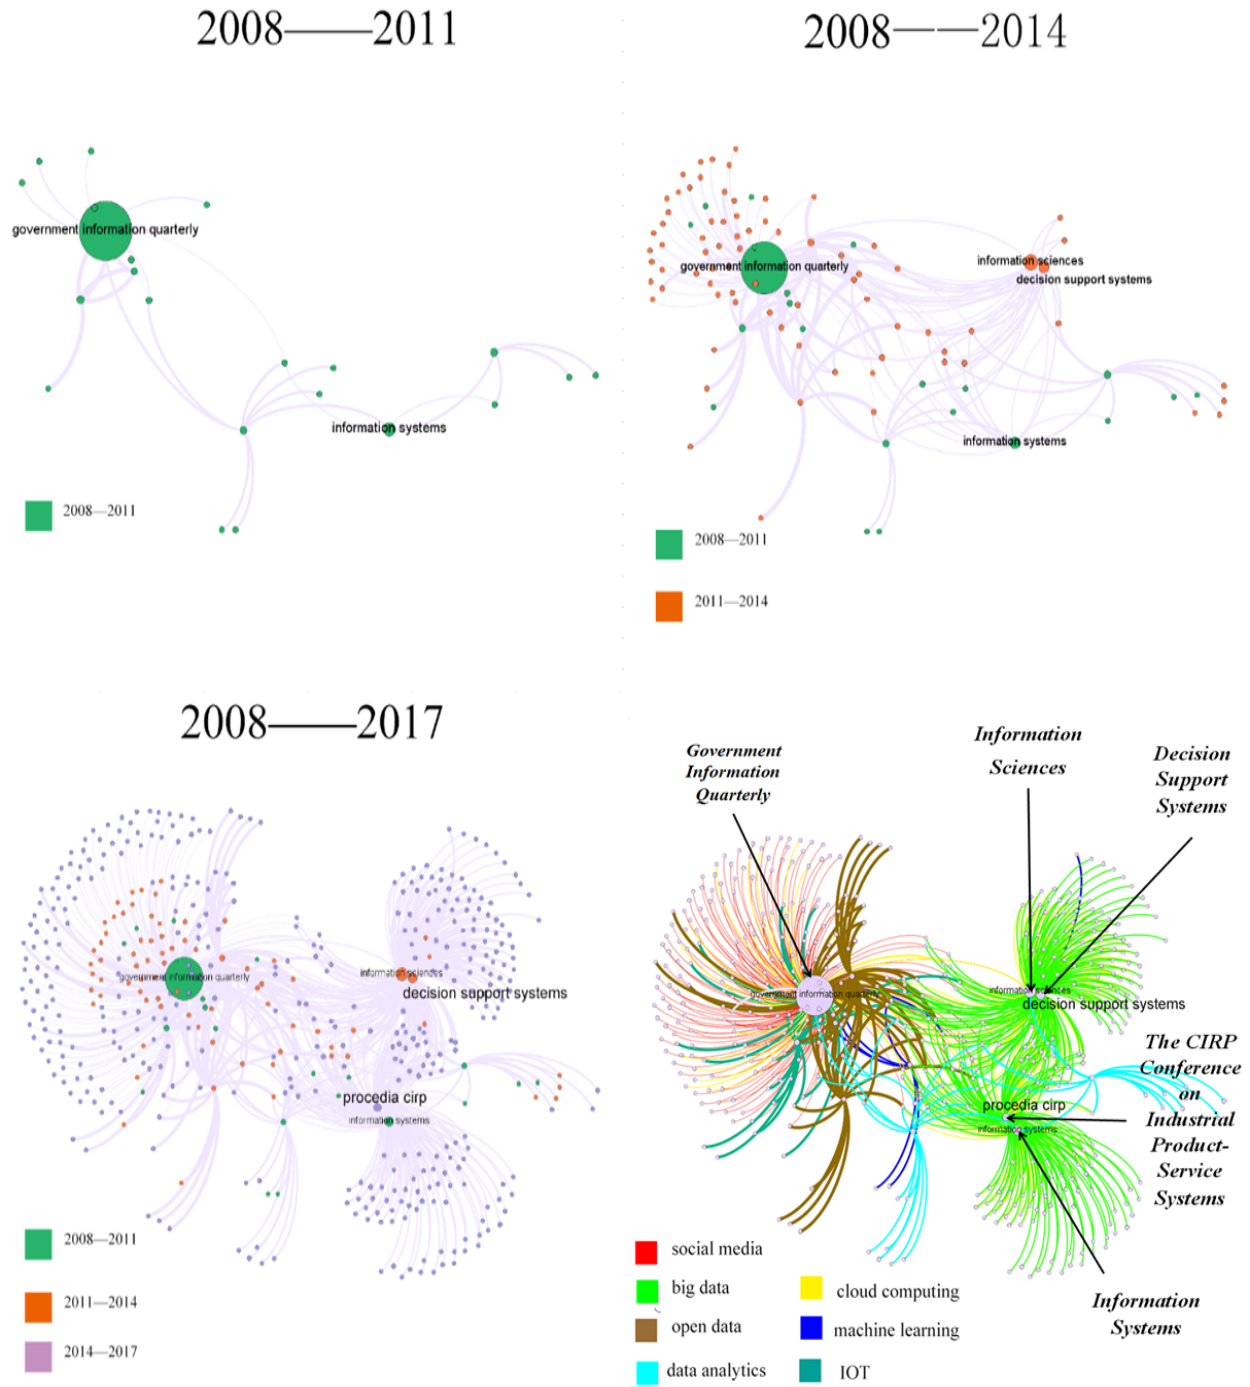 2008——2011
government information quarterly
information systems
2008—2011
2008——2014
government information quarterly
information sciences
decision support systems
information systems
2008—2011
2011—2014
2008——2017
government information quarterly
information sciences
decision support systems
procedia cirp
information systems
2008—2011
2011—2014
2014—2017
Government
Information
Quarterly
Information
Sciences
Decision
Support
Systems
government information quarterly
information sciences
decision support systems
The CIRP
Conference
on
Industrial
Product-
Service
Systems
procedia cirp
information systems
Information
Systems
social media
big data
open data
data analytics
cloud computing
machine learning
IOT